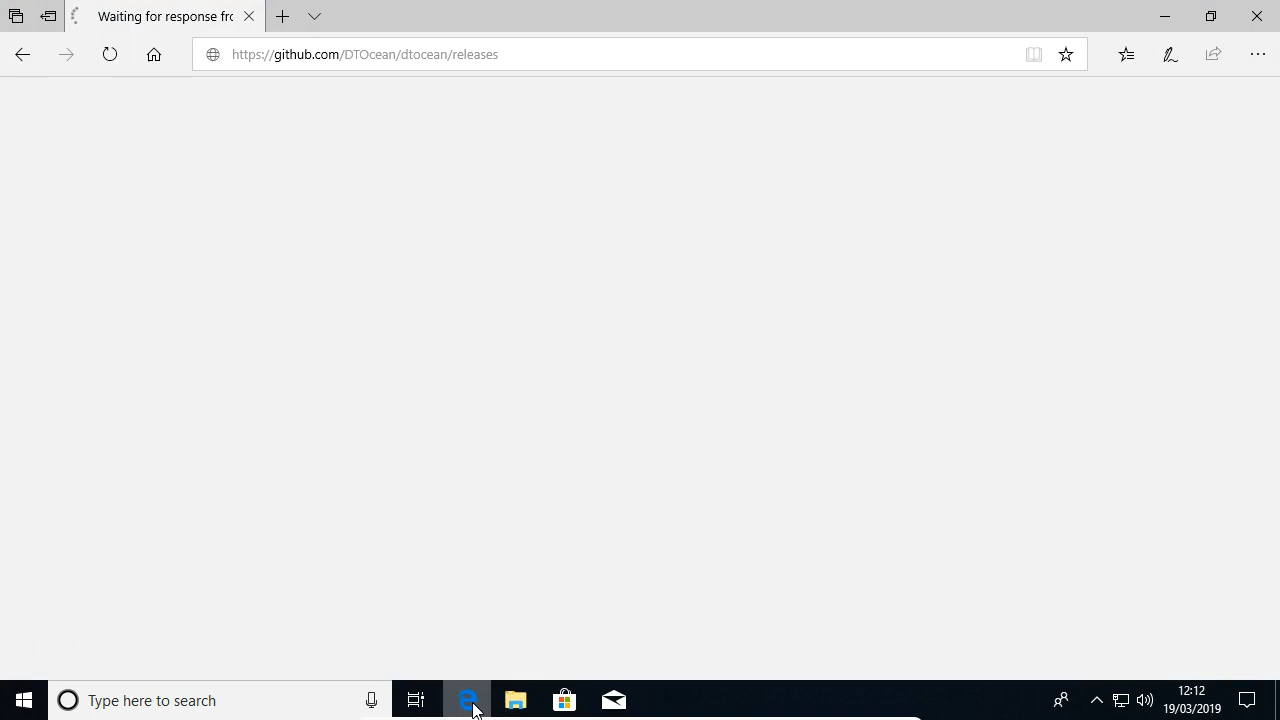 Waiting for response fro
https://github.com/DTOcean/dtocean/releases
Type here to search
12:12
19/03/2019